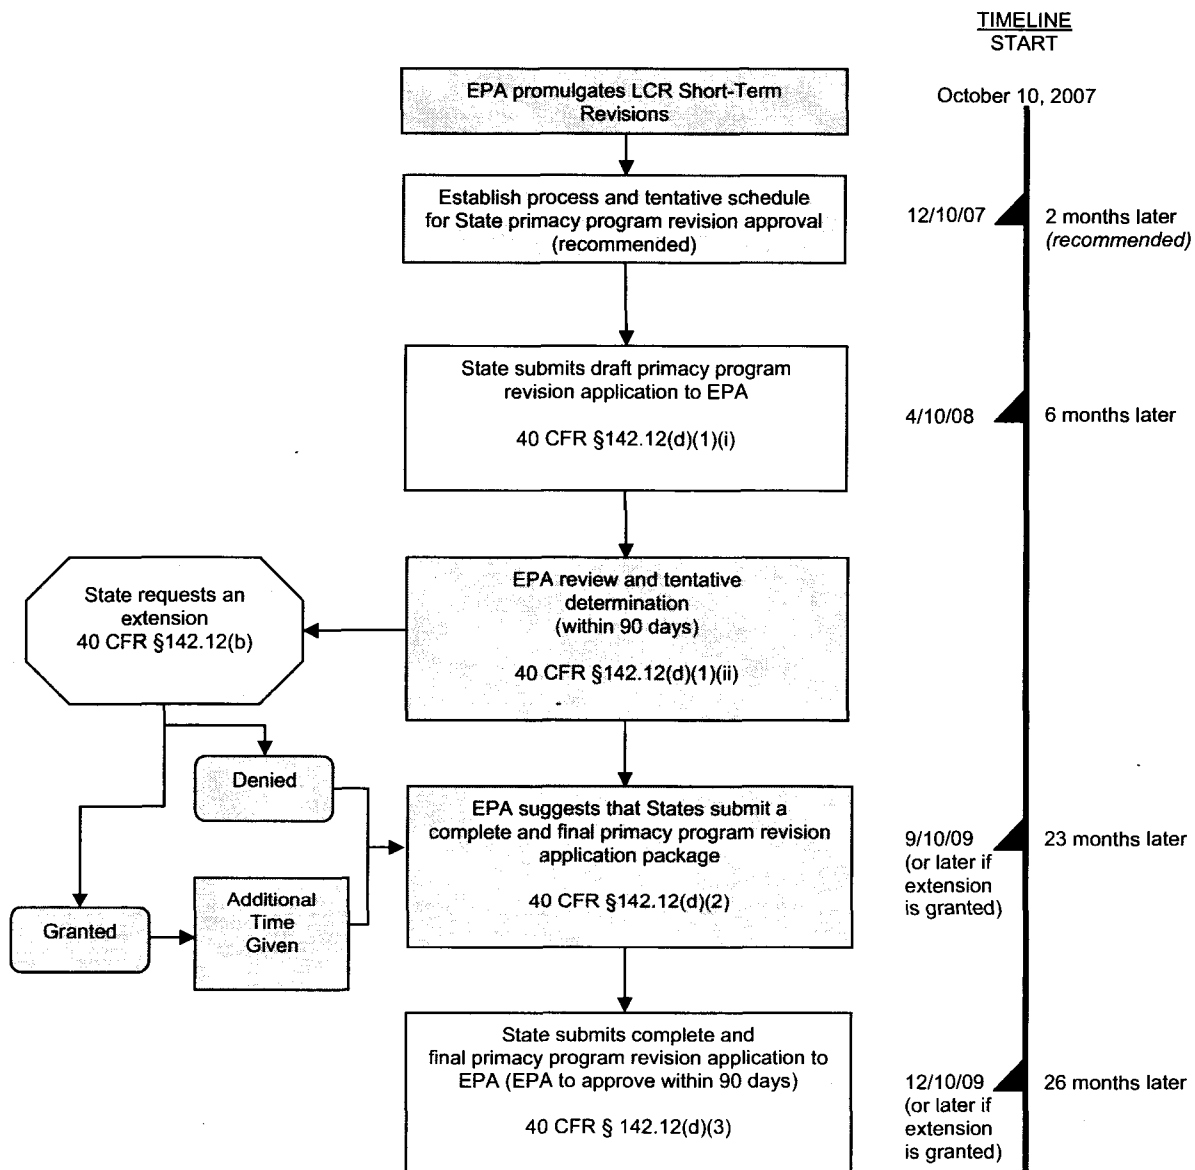 TIMELINE
START
EPA promulgates LCR Short-Term
Revisions
October 10, 2007
Establish process and tentative schedule
for State primacy program revision approval
(recommended)
12/10/07
2 months later
(recommended)
State submits draft primacy program
revision application to EPA
40 CFR §142.12(d)(1)(i)
4/10/08
6 months later
State requests an
extension
40 CFR §142.12(b)
EPA review and tentative
determination
(within 90 days)
40 CFR §142.12(d)(1)(ii)
Denied
Granted
Additional
Time
Given
EPA suggests that States submit a
complete and final primacy program revision
application package
40 CFR §142.12(d)(2)
9/10/09
(or later if
extension
is granted)
23 months later
State submits complete and
final primacy program revision application to
EPA (EPA to approve within 90 days)
40 CFR § 142.12(d)(3)
12/10/09
(or later if
extension
is granted)
26 months later